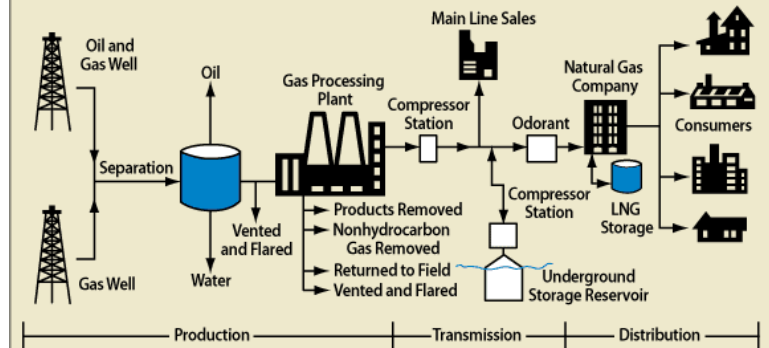 Main Line Sales
Oil and
Gas Well
Oil
Gas Processing
Plant
Natural Gas
Company
Compressor
Station
Odorant
Consumers
Separation
Compressor
Station
LNG
Storage
Vented
and Flared
Products Removed
Nonhydrocarbon
Gas Removed
Returned to Field
Vented and Flared
Gas Well
Water
Underground
Storage Reservoir
Production
Transmission
Distribution